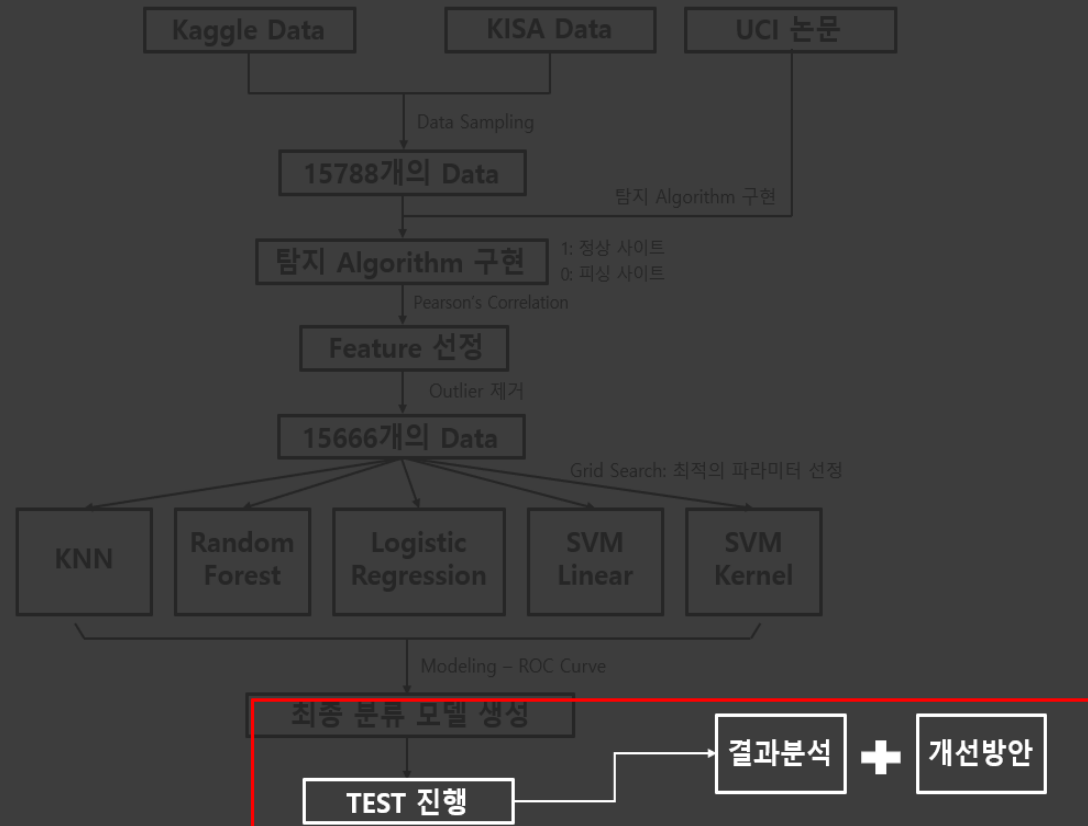 Kaggle Data
KISA Data
UCI 논문
Data Sampling
15788개의 Data
탐지 Algorithm 구현
탐지 Algorithm 구현
1: 정상 사이트
0: 피싱 사이트
Pearson's Correlation
Feature 선정
Outlier 제거
15666개의 Data
Grid Search: 최적의 파라미터 선정
KNN
Random
Forest
Logistic
Regression
SVM
Linear
SVM
Kernel
Modeling – ROC Curve
최종 분류 모델 생성
결과분석
개선방안
TEST 진행